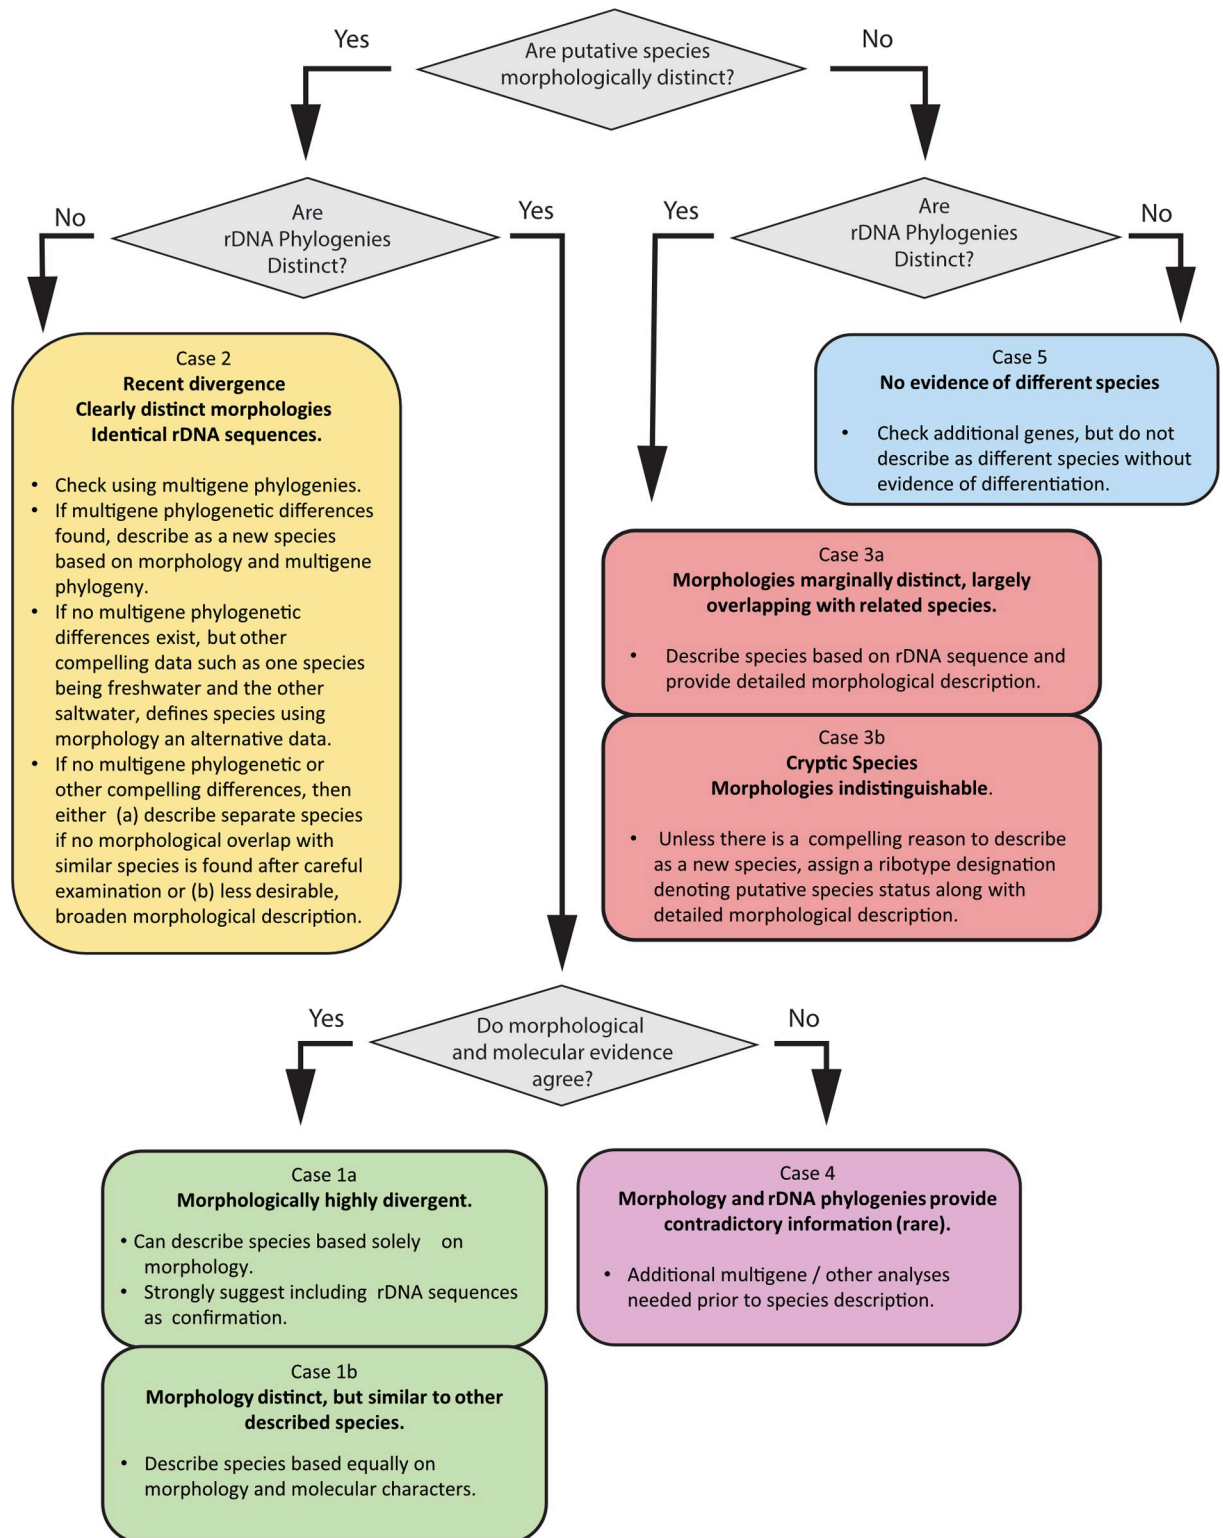 Yes
Are putative species
morphologically distinct?
No
No
Are
rDNA Phylogenies
Distinct?
Yes
Yes
Are
rDNA Phylogenies
Distinct?
No
Case 2
Recent divergence
Clearly distinct morphologies
Identical rDNA sequences.
• Check using multigene phylogenies.
• If multigene phylogenetic differences
found, describe as a new species
based on morphology and multigene
phylogeny.
• If no multigene phylogenetic
differences exist, but other
compelling data such as one species
being freshwater and the other
saltwater, defines species using
morphology an alternative data.
• If no multigene phylogenetic or
other compelling differences, then
either (a) describe separate species
if no morphological overlap with
similar species is found after careful
examination or (b) less desirable,
broaden morphological description.
Case 5
No evidence of different species
• Check additional genes, but do not
describe as different species without
evidence of differentiation.
Case 3a
Morphologies marginally distinct, largely
overlapping with related species.
• Describe species based on rDNA sequence and
provide detailed morphological description.
Case 3b
Cryptic Species
Morphologies indistinguishable.
• Unless there is a compelling reason to describe
as a new species, assign a ribotype designation
denoting putative species status along with
detailed morphological description.
Yes
Do morphological
and molecular evidence
agree?
No
Case 1a
Morphologically highly divergent.
• Can describe species based solely on
morphology.
• Strongly suggest including rDNA sequences
as confirmation.
Case 1b
Morphology distinct, but similar to other
described species.
• Describe species based equally on
morphology and molecular characters.
Case 4
Morphology and rDNA phylogenies provide
contradictory information (rare).
• Additional multigene / other analyses
needed prior to species description.